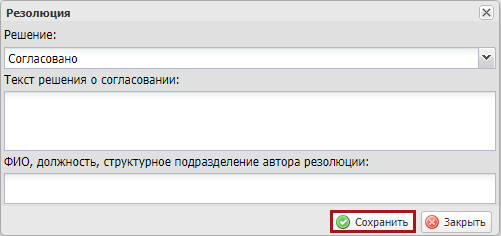 Резолюция
Решение:
Согласовано
Текст решения о согласовании:
ФИО, должность, структурное подразделение автора резолюции:
Сохранить Закрыть